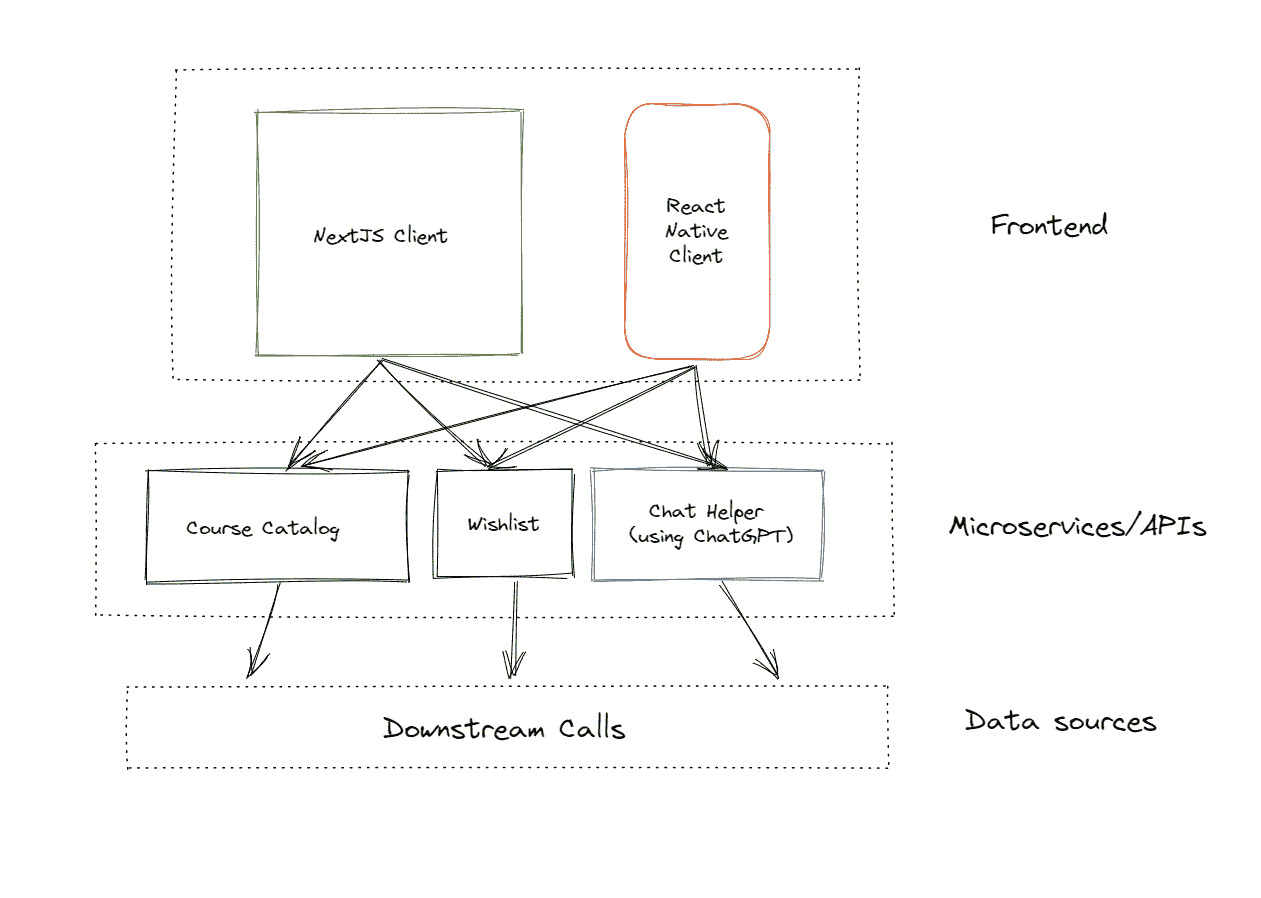 NextJS Client
React
Native
Client
Frontend
Course Catalog
Wishlist
Chat Helper
(using ChatGPT)
Microservices/APIs
Downstream Calls
Data sources